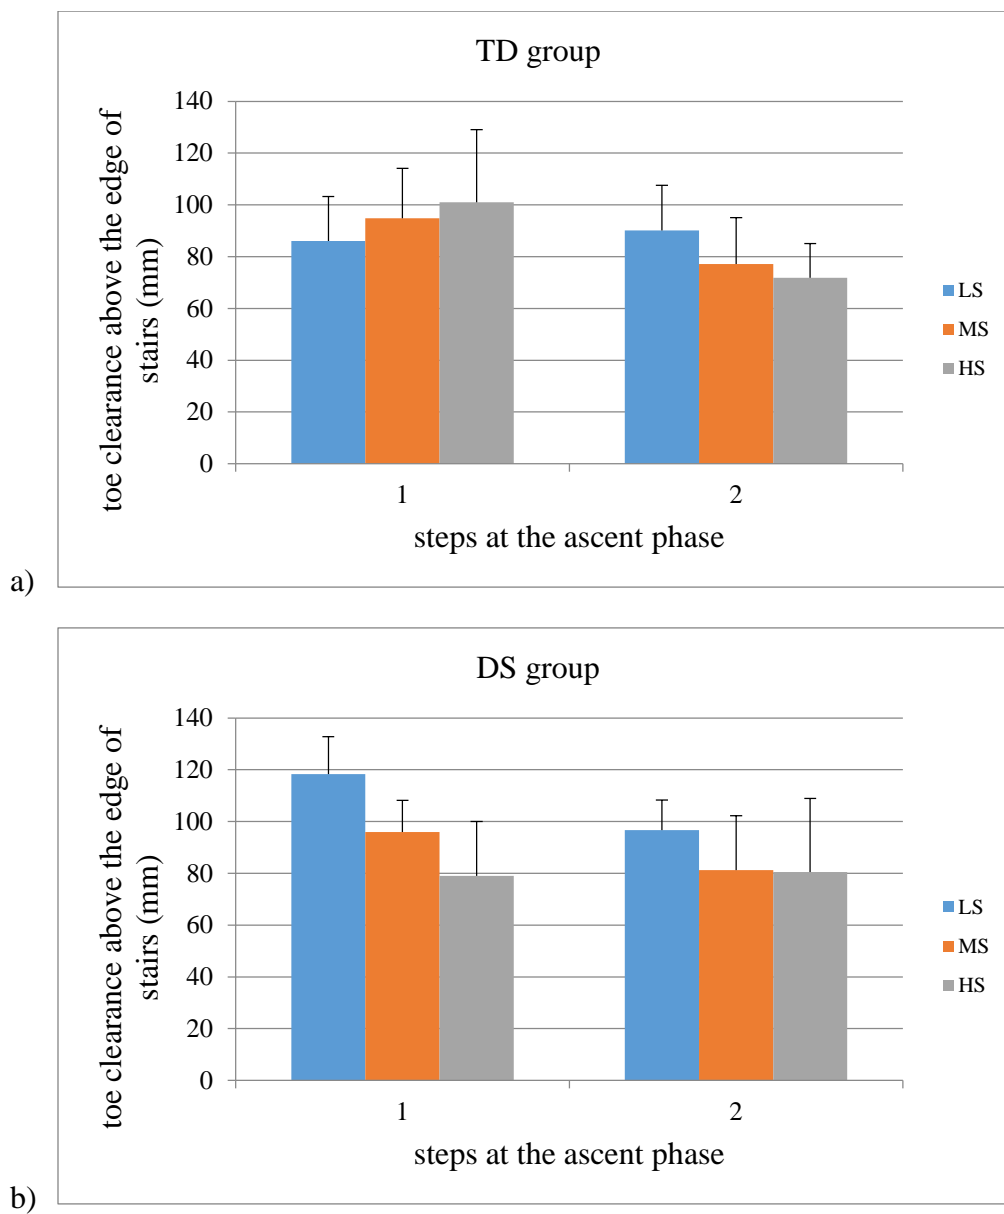 TD group
toe clearance above the edge of
stairs (mm)
140
120
100
80
60
40
20
0
1
2
steps at the ascent phase
LS
MS
HS
a)
DS group
toe clearance above the edge of
stairs (mm)
140
120
100
80
60
40
20
0
1
2
steps at the ascent phase
LS
MS
HS
b)